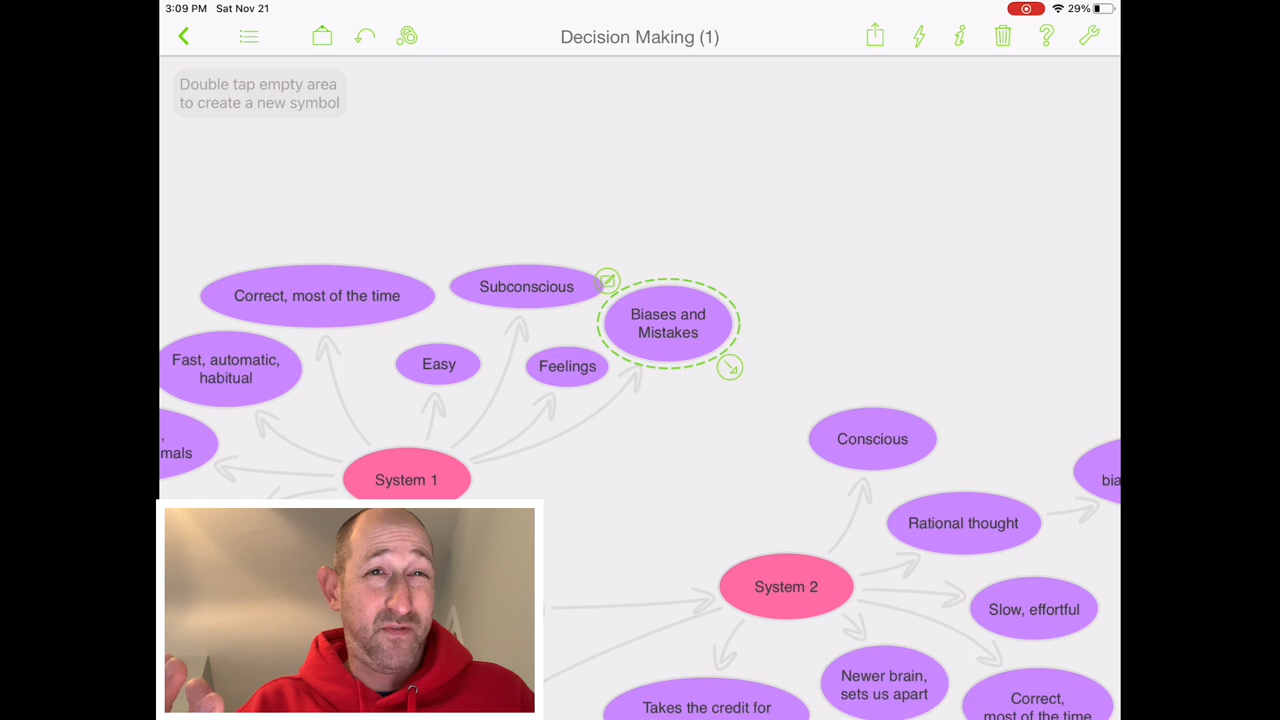 3:09 PM Sat Nov 21
29%
Decision Making (1)
Double tap empty area
to create a new symbol
Correct, most of the time
Subconscious
Biases and
Mistakes
Fast, automatic,
habitual
Easy
Feelings
,
mals
System 1
Conscious
bia
Rational thought
System 2
Slow, effortful
Newer brain,
sets us apart
Correct,
most of the time
Takes the credit for